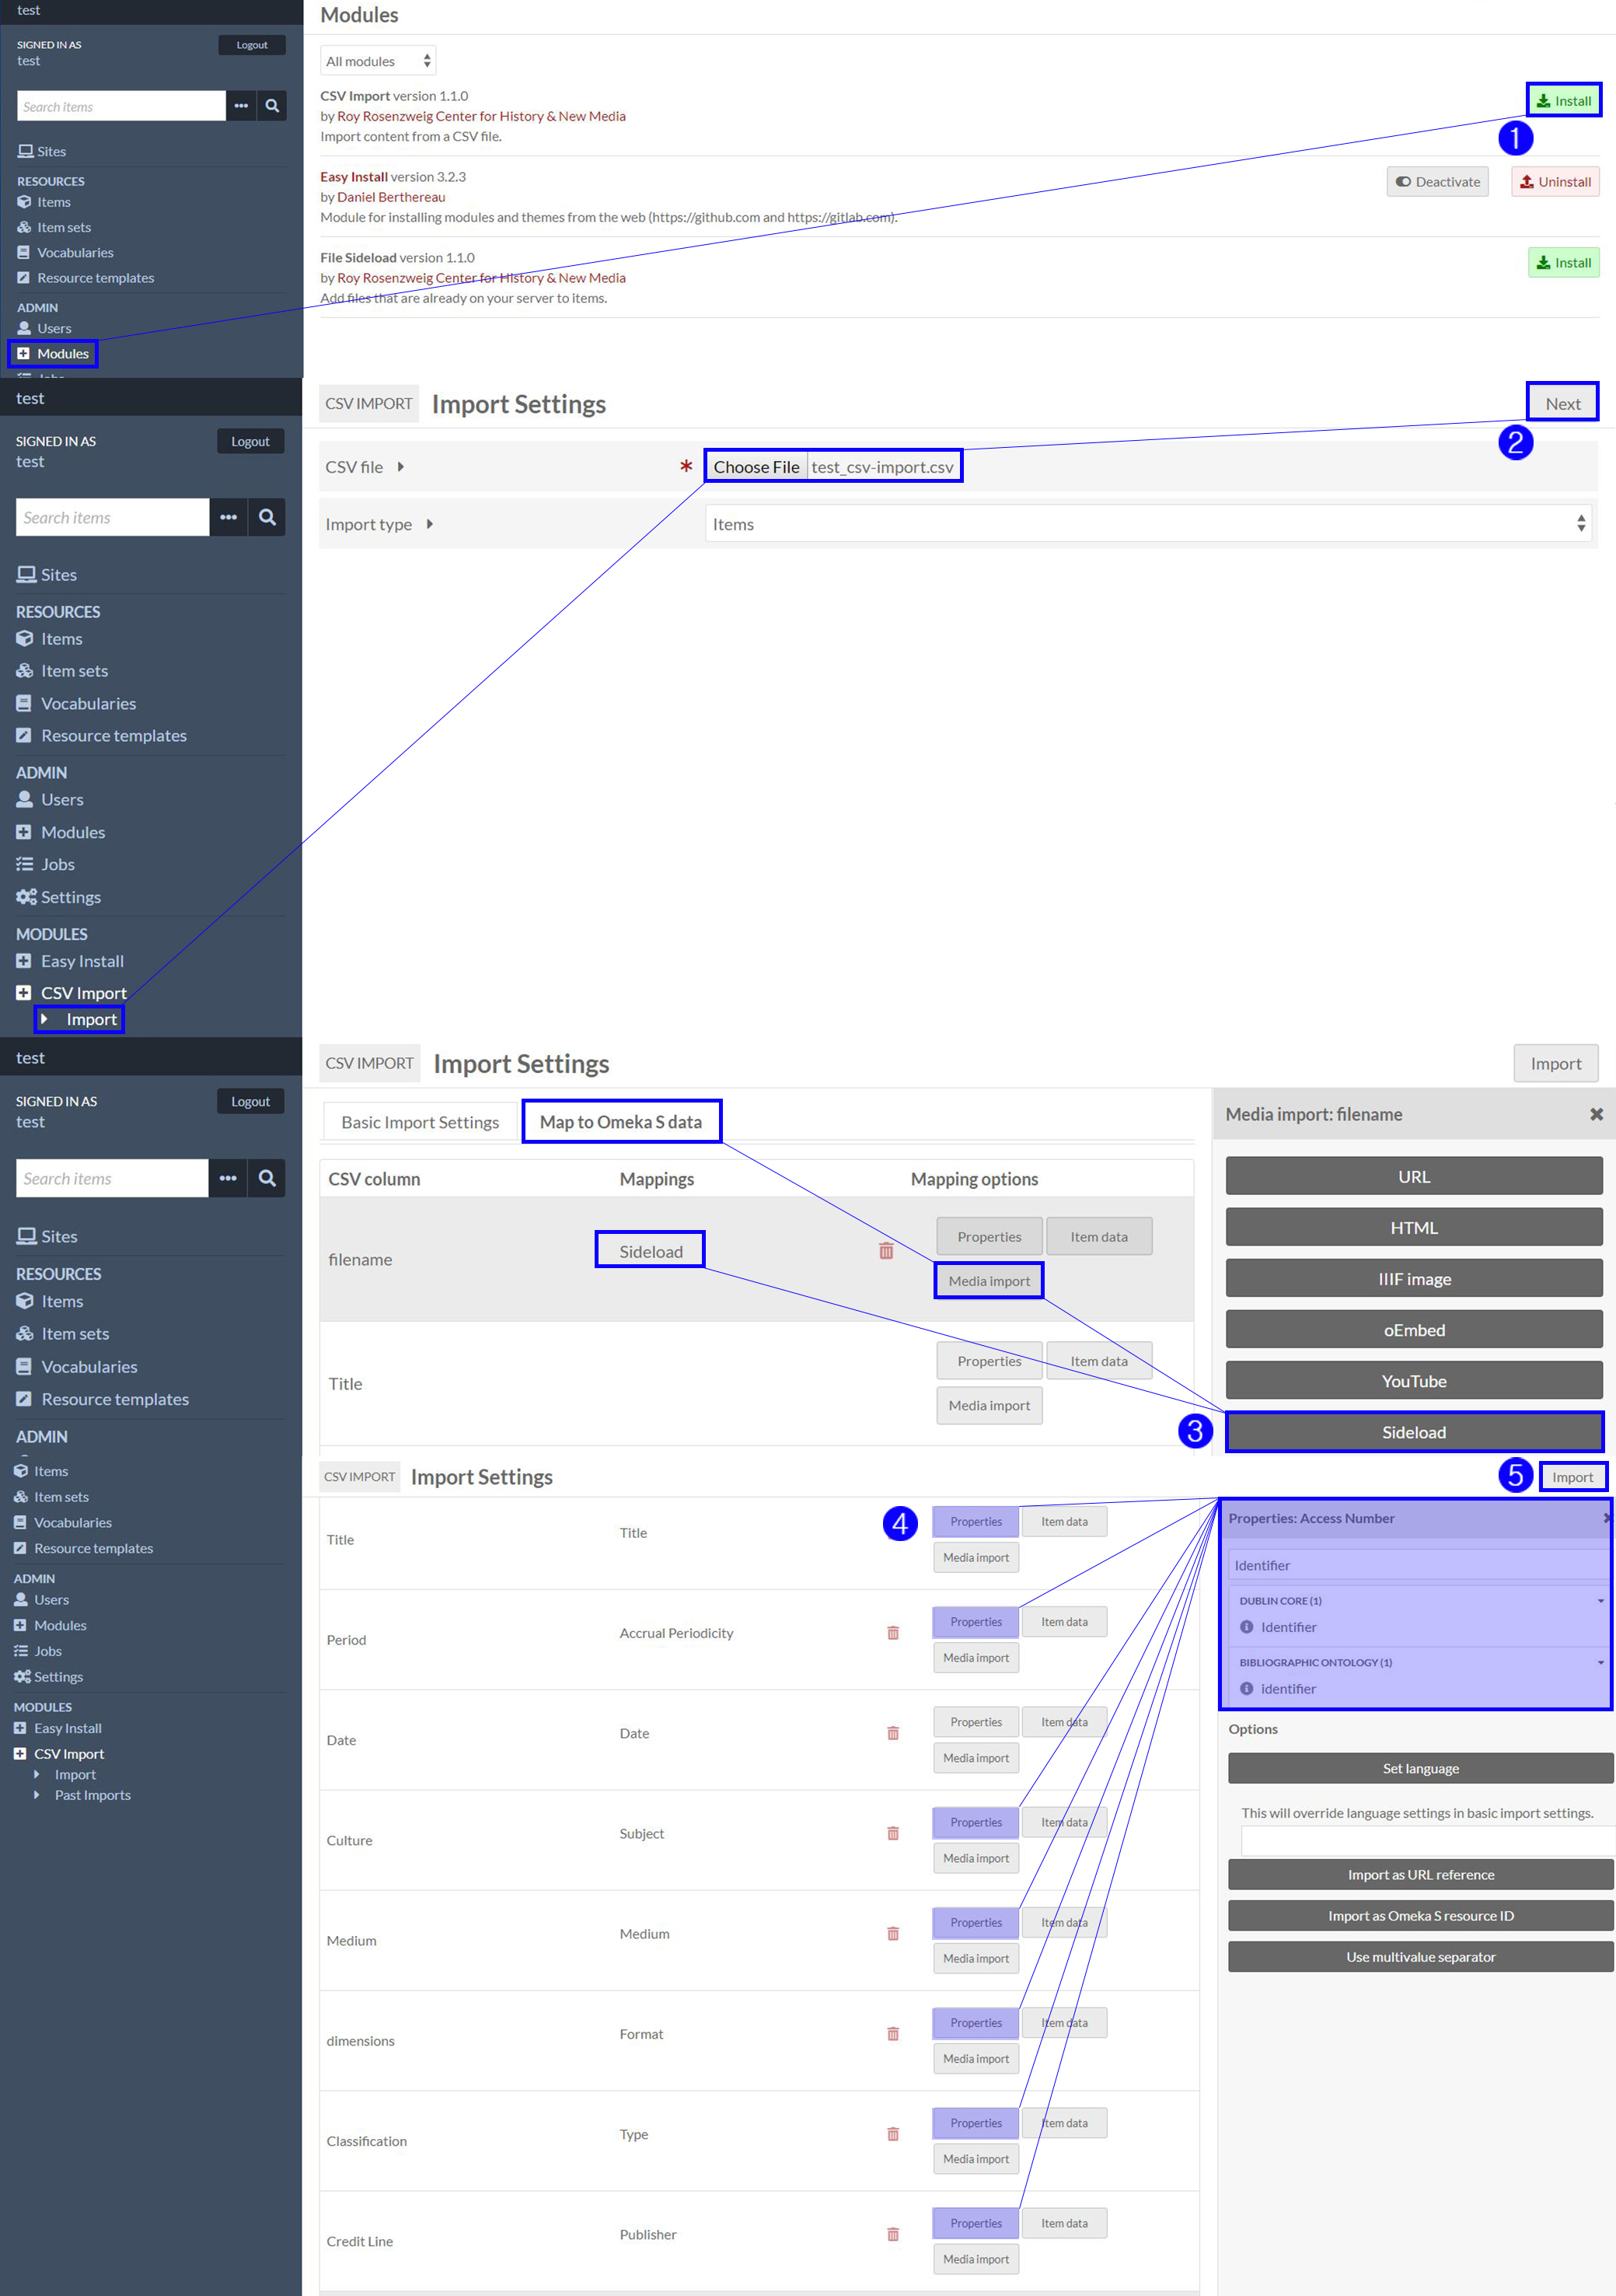 test
SIGNED IN AS
Logout
test
Search items
Sites
RESOURCES
Items
Item sets
Vocabularies
Resource templates
ADMIN
Users
Modules
Modules
All modules
CSV Import version 1.1.0
by Roy Rosenzweig Center for History & New Media
Import content from a CSV file.
Install
1
Easy Install version 3.2.3
by Daniel Berthereau
Module for installing modules and themes from the web (https://github.com and https://gitlab.com).
Deactivate
Uninstall
File Sideload version 1.1.0
by Roy Rosenzweig Center for History & New Media
Add files that are already on your server to items.
Install
test
SIGNED IN AS
Logout
test
Search items
Sites
RESOURCES
Items
Item sets
Vocabularies
Resource templates
ADMIN
Users
Modules
Jobs
Settings
MODULES
Easy Install
CSV Import
Import
CSV IMPORT Import Settings
Next
2
CSV file * Choose File test_csv-import.csv
Import type Items
test
SIGNED IN AS
Logout
test
Search items
Sites
RESOURCES
Items
Item sets
Vocabularies
Resource templates
ADMIN
CSV IMPORT Import Settings
Import
Basic Import Settings Map to Omeka S data
CSV column Mappings Mapping options
filename Sideload Properties Item data
Media import
Title Properties Item data
Media import
Media import: filename
URL
HTML
IIIF image
oEmbed
YouTube
3
Sideload
Items
Item sets
Vocabularies
Resource templates
ADMIN
Users
Modules
Jobs
Settings
MODULES
Easy Install
CSV Import
Import
Past Imports
CSV IMPORT Import Settings
5 Import
4
Title Title Properties Item data
Media import
Period Accrual Periodicity Properties Item data
Media import
Date Date Properties Item data
Media import
Culture Subject Properties Item data
Media import
Medium Medium Properties Item data
Media import
dimensions Format Properties Item data
Media import
Classification Type Properties Item data
Media import
Credit Line Publisher Properties Item data
Media import
Properties: Access Number
Identifier
DUBLIN CORE (1)
Identifier
BIBLIOGRAPHIC ONTOLOGY (1)
identifier
Options
Set language
This will override language settings in basic import settings.
Import as URL reference
Import as Omeka S resource ID
Use multivalue separator